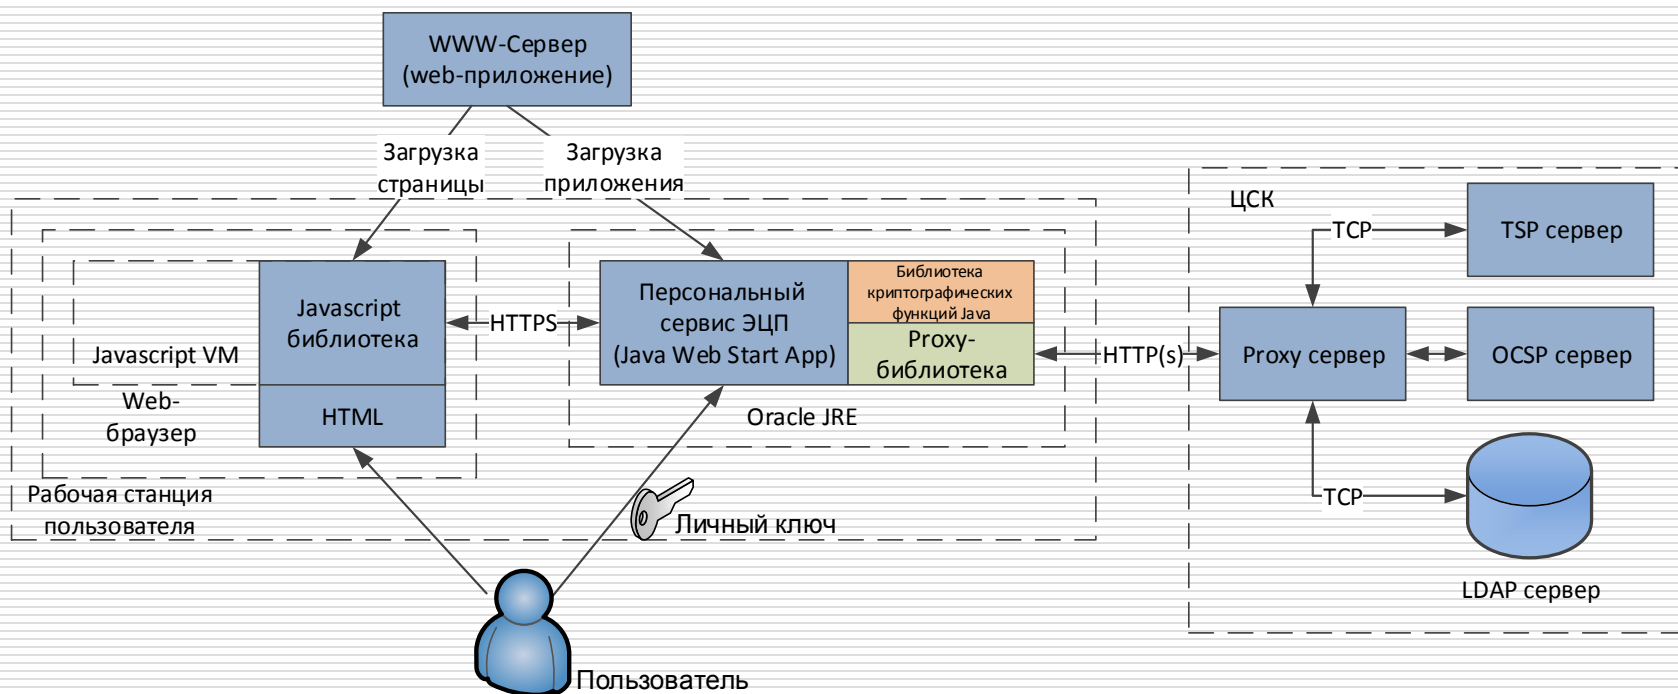 WWW-Сервер
(web-приложение)
Загрузка
страницы
Загрузка
приложения
ЦСК
TCP
TSP сервер
Javascript
библиотека
Javascript VM
HTTPS
Персональный
сервис ЭЦП
(Java Web Start App)
Библиотека
криптографических
функций Java
Proxy-
библиотека
HTTP(s)
Proxy сервер
OCSP сервер
Web-
браузер
HTML
Oracle JRE
Рабочая станция
пользователя
Личный ключ
TCP
LDAP сервер
Пользователь